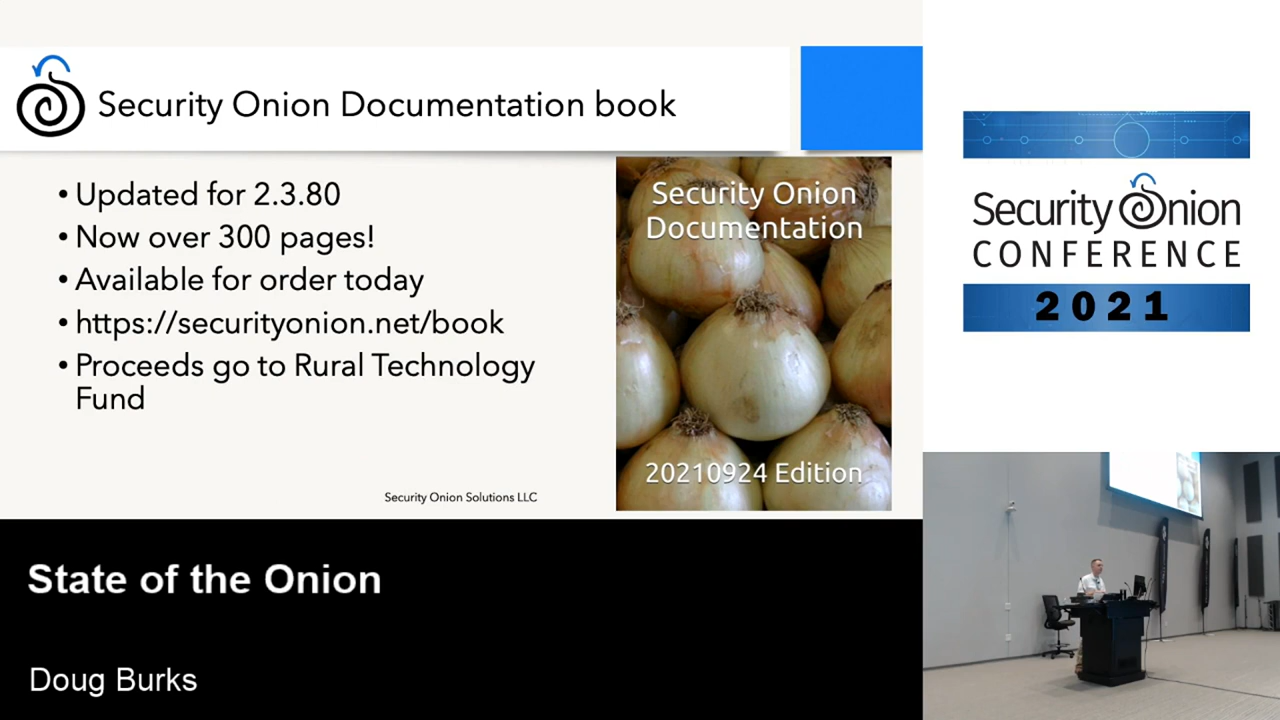 Security Onion Documentation book
• Updated for 2.3.80
• Now over 300 pages!
• Available for order today
• https://securityonion.net/book
• Proceeds go to Rural Technology
Fund
Security Onion Solutions LLC
Security Onion
Documentation
20210924 Edition
State of the Onion
Doug Burks
Security Onion
CONFERENCE
2021